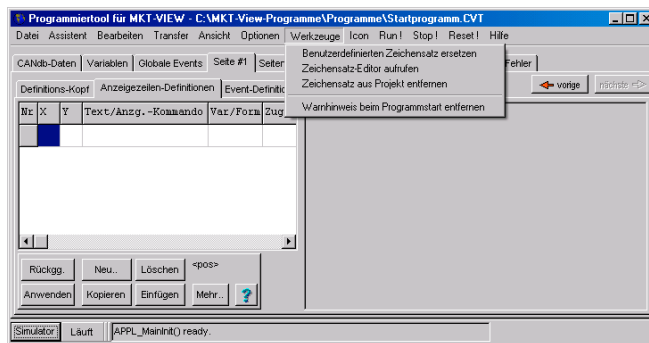 Programmiertool für MKT-VIEW - C:\MKT-View-Programme\Programme\Startprogramm.CVT
Datei Assistent Bearbeiten Transfer Ansicht Optionen Werkzeuge Icon Run! Stop! Reset! Hilfe
Benutzerdefinierten Zeichensatz ersetzen
Zeichensatz-Editor aufrufen
Zeichensatz aus Projekt entfernen
Warnhinweis beim Programmstart entfernen
CANdb-Daten Variablen Globale Events Seite #1 Seiten Fehler
Definitions-Kopf Anzeigezeilen-Definitionen Event-Definitio vorige nächste
Nr X Y Text/Anzg.-Kommando Var/Form Zug
Rückgg. Neu.. Löschen <pos>
Anwenden Kopieren Einfügen Mehr.. ?
Simulator Läuft APPL_MainInit() ready.